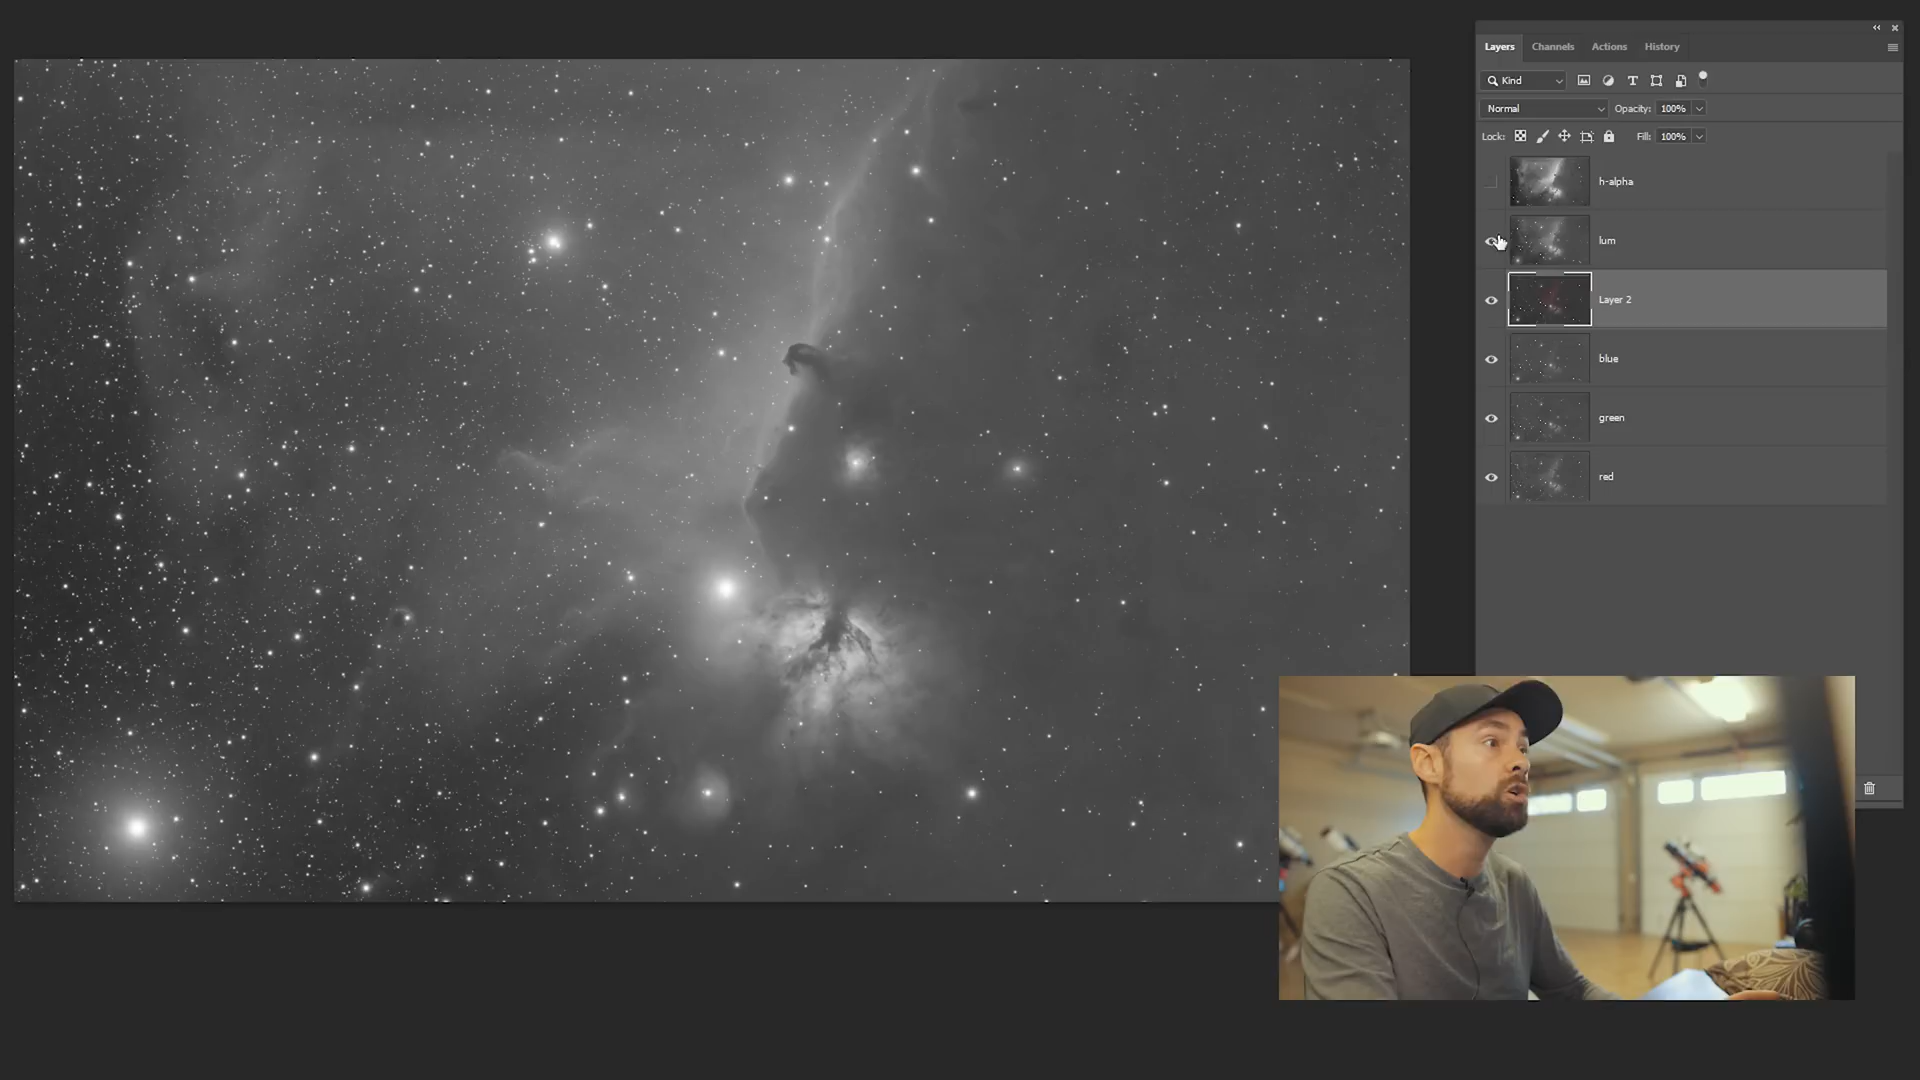 Layers Channels Actions History
Kind
Normal Opacity: 100%
Lock: Fill: 100%
h-alpha
lum
Layer 2
blue
green
red